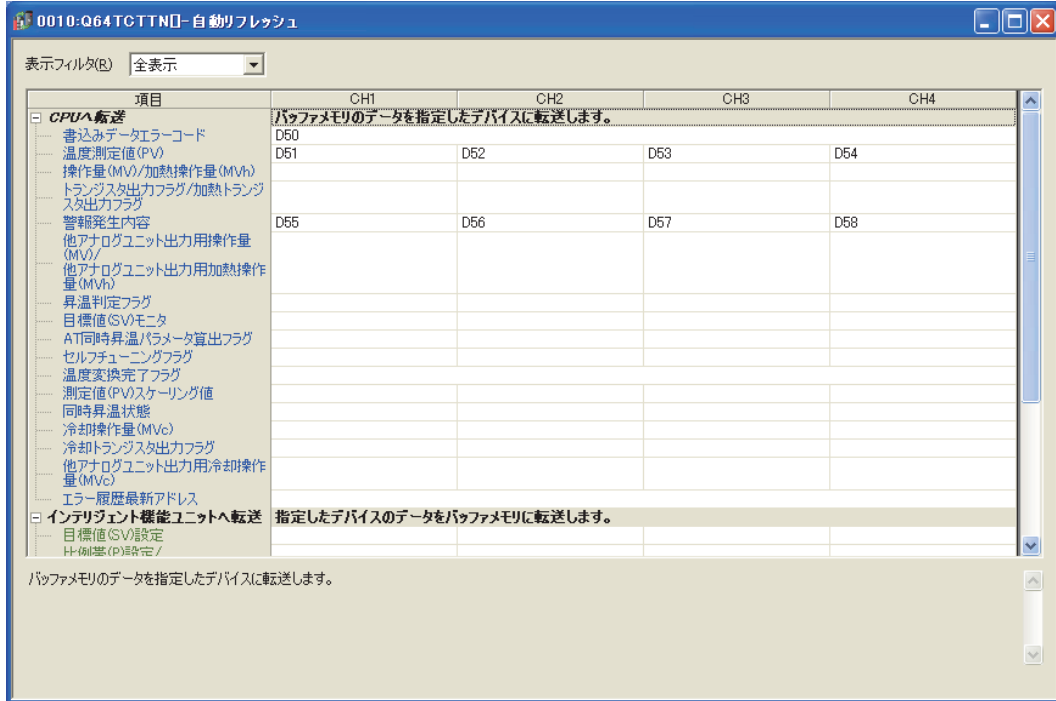 0010:Q64TCTTN[]-自動リフレッシュ
表示フィルタ(R) 全表示
項目 CH1 CH2 CH3 CH4
CPUへ転送 バッファメモリのデータを指定したデバイスに転送します。
書込みデータエラーコード D50
温度測定値(PV) D51 D52 D53 D54
操作量(MV)/加熱操作量(MVh)
トランジスタ出力フラグ/加熱トランジ
スタ出力フラグ
警報発生内容 D55 D56 D57 D58
他アナログユニット出力用操作量
(MV)/
他アナログユニット出力用加熱操作
量(MVh)
昇温判定フラグ
目標値(SV)モニタ
AT同時昇温パラメータ算出フラグ
セルフチューニングフラグ
温度変換完了フラグ
測定値(PV)スケーリング値
同時昇温状態
冷却操作量(MVc)
冷却トランジスタ出力フラグ
他アナログユニット出力用冷却操作
量(MVc)
エラー履歴最新アドレス
インテリジェント機能ユニットへ転送 指定したデバイスのデータをバッファメモリに転送します。
目標値(SV)設定
比例帯(P)設定/
バッファメモリのデータを指定したデバイスに転送します。